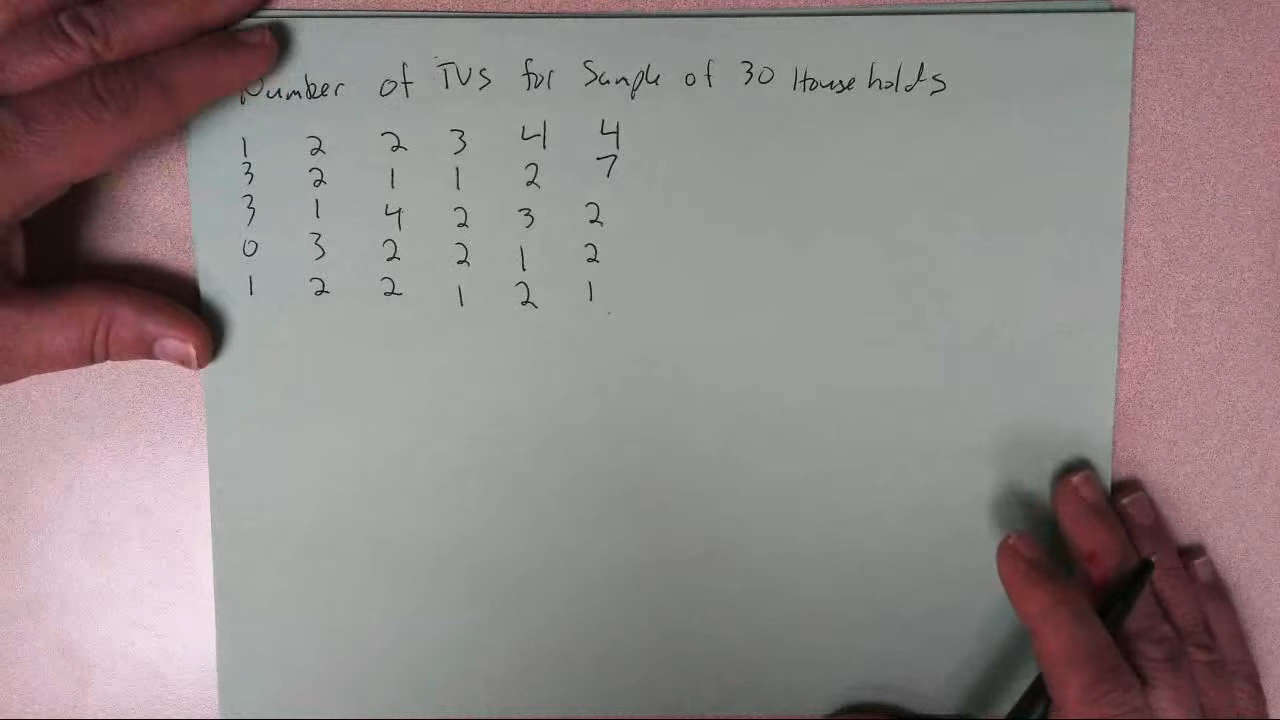 Number of TVs for Sample of 30 Households
1 2 2 3 4 4
3 2 1 1 2 7
3 1 4 2 3 2
0 3 2 2 1 2
1 2 2 1 2 1